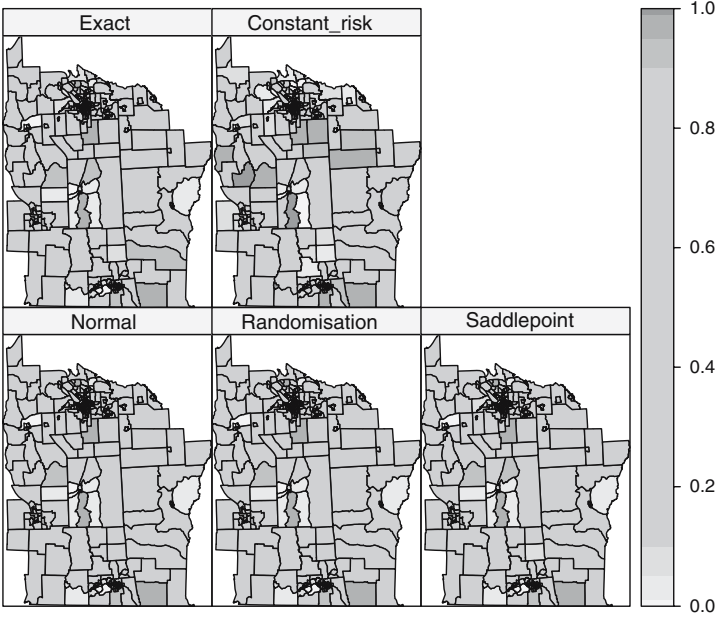 Exact
Constant_risk
Normal
Randomisation
Saddlepoint
1.0
0.8
0.6
0.4
0.2
0.0